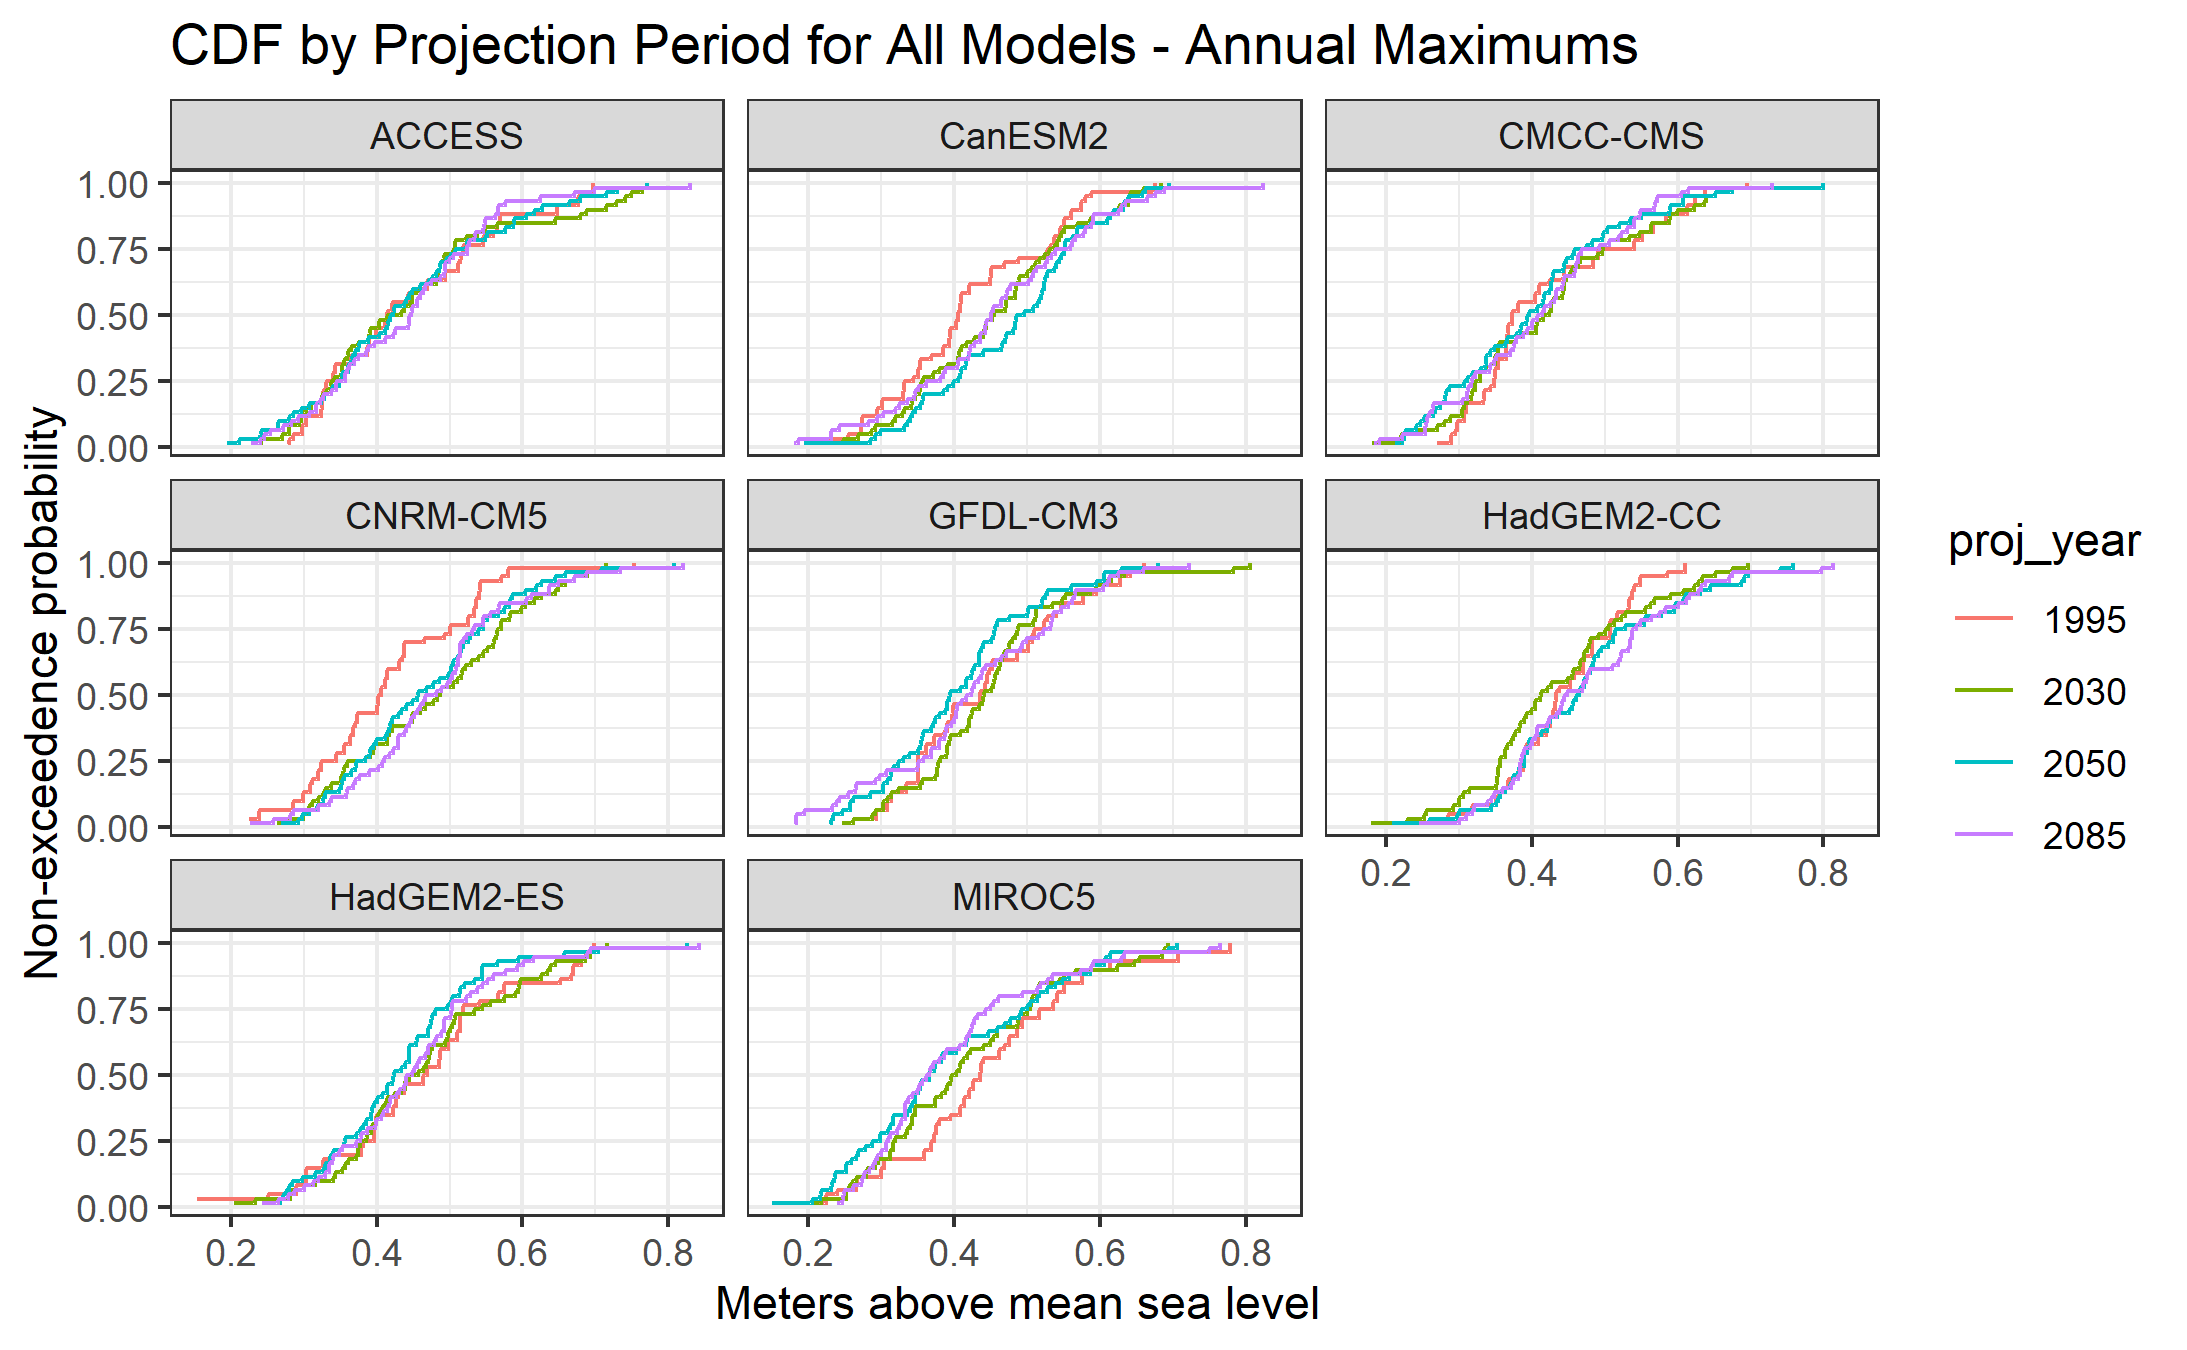 CDF by Projection Period for All Models - Annual Maximums
ACCESS
CanESM2
CMCC-CMS
1.00
0.75
0.50
0.25
0.00
CNRM-CM5
GFDL-CM3
HadGEM2-CC
1.00
0.75
0.50
0.25
0.00
0.2 0.4 0.6 0.8
HadGEM2-ES
MIROC5
1.00
0.75
0.50
0.25
0.00
0.2 0.4 0.6 0.8
0.2 0.4 0.6 0.8
Meters above mean sea level
Non-exceedence probability
proj_year
1995
2030
2050
2085